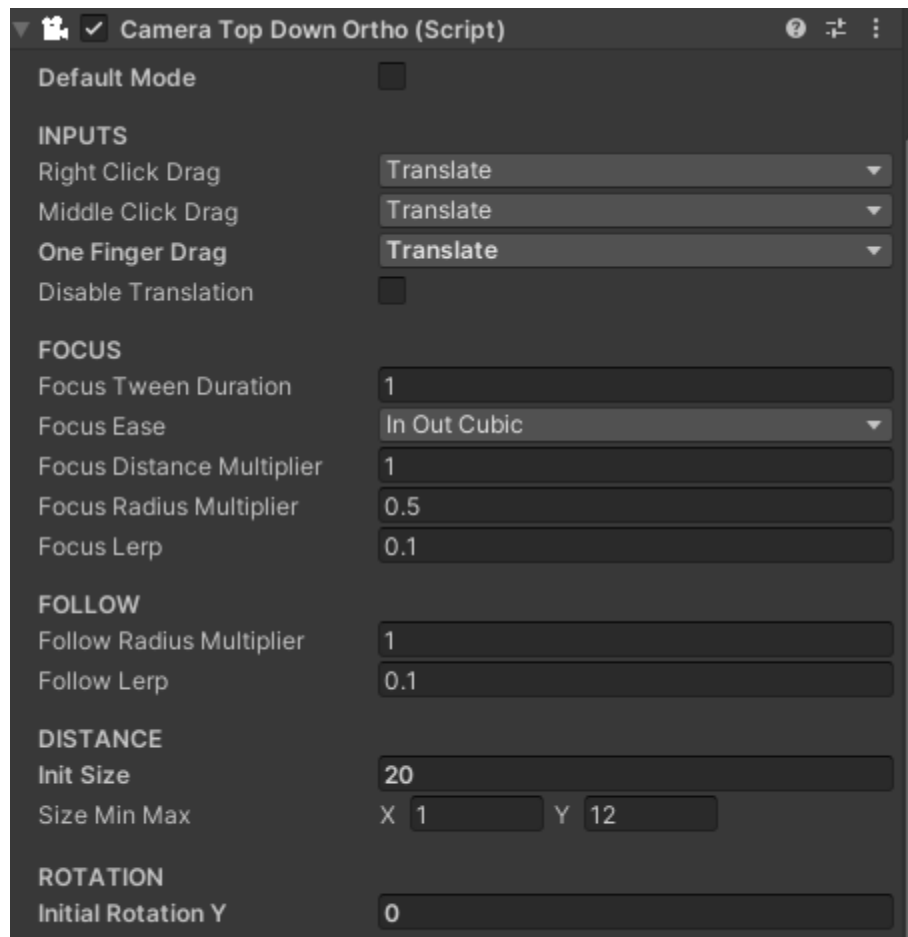 Camera Top Down Ortho (Script)
Default Mode
INPUTS
Right Click Drag Translate
Middle Click Drag Translate
One Finger Drag Translate
Disable Translation
FOCUS
Focus Tween Duration 1
Focus Ease In Out Cubic
Focus Distance Multiplier 1
Focus Radius Multiplier 0.5
Focus Lerp 0.1
FOLLOW
Follow Radius Multiplier 1
Follow Lerp 0.1
DISTANCE
Init Size 20
Size Min Max X 1 Y 12
ROTATION
Initial Rotation Y 0